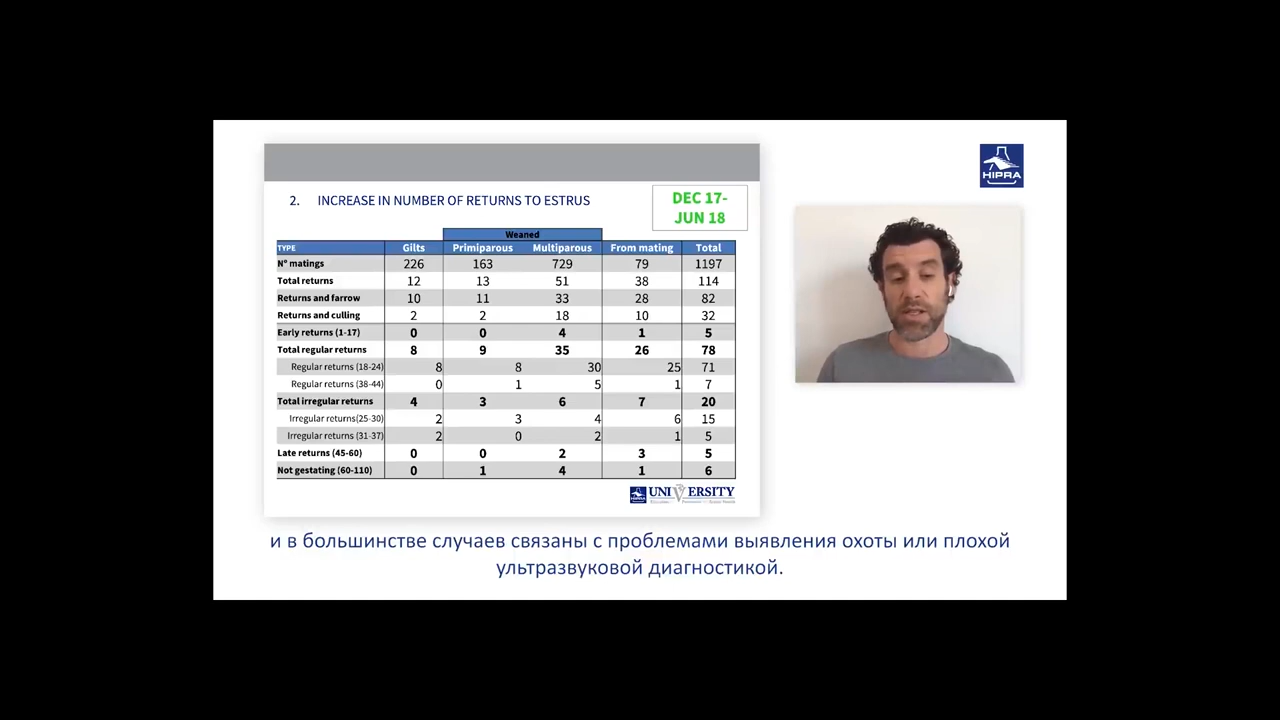 2. INCREASE IN NUMBER OF RETURNS TO ESTRUS
DEC 17-
JUN 18
Weaned
TYPE Gilts Primiparous Multiparous From mating Total
Nº matings 226 163 729 79 1197
Total returns 12 13 51 38 114
Returns and farrow 10 11 33 28 82
Returns and culling 2 2 18 10 32
Early returns (1-17) 0 0 4 1 5
Total regular returns 8 9 35 26 78
Regular returns (18-24) 8 8 30 25 71
Regular returns (38-44) 0 1 5 1 7
Total irregular returns 4 3 6 7 20
Irregular returns(25-30) 2 3 4 6 15
Irregular returns (31-37) 2 0 2 1 5
Late returns (45-60) 0 0 2 3 5
Not gestating (60-110) 0 1 4 1 6
UNIVERSITY
HIPRA
и в большинстве случаев связаны с проблемами выявления охоты или плохой
ультразвуковой диагностикой.